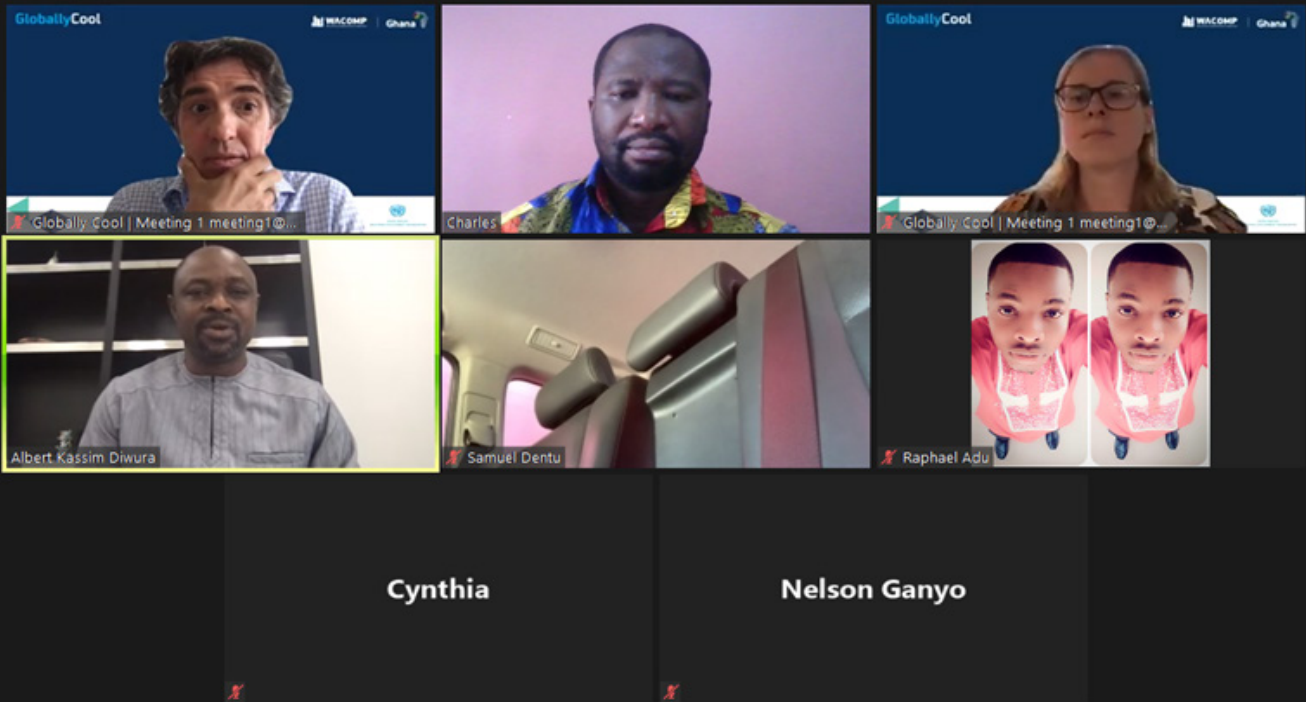 GloballyCool
WACOMP
Ghana
GloballyCool
WACOMP
Ghana
Globally Cool | Meeting 1 meeting1@...
Charles
Globally Cool | Meeting 1 meeting1@...
Albert Kassim Diwura
Samuel Dentu
Raphael Adu
Cynthia
Nelson Ganyo